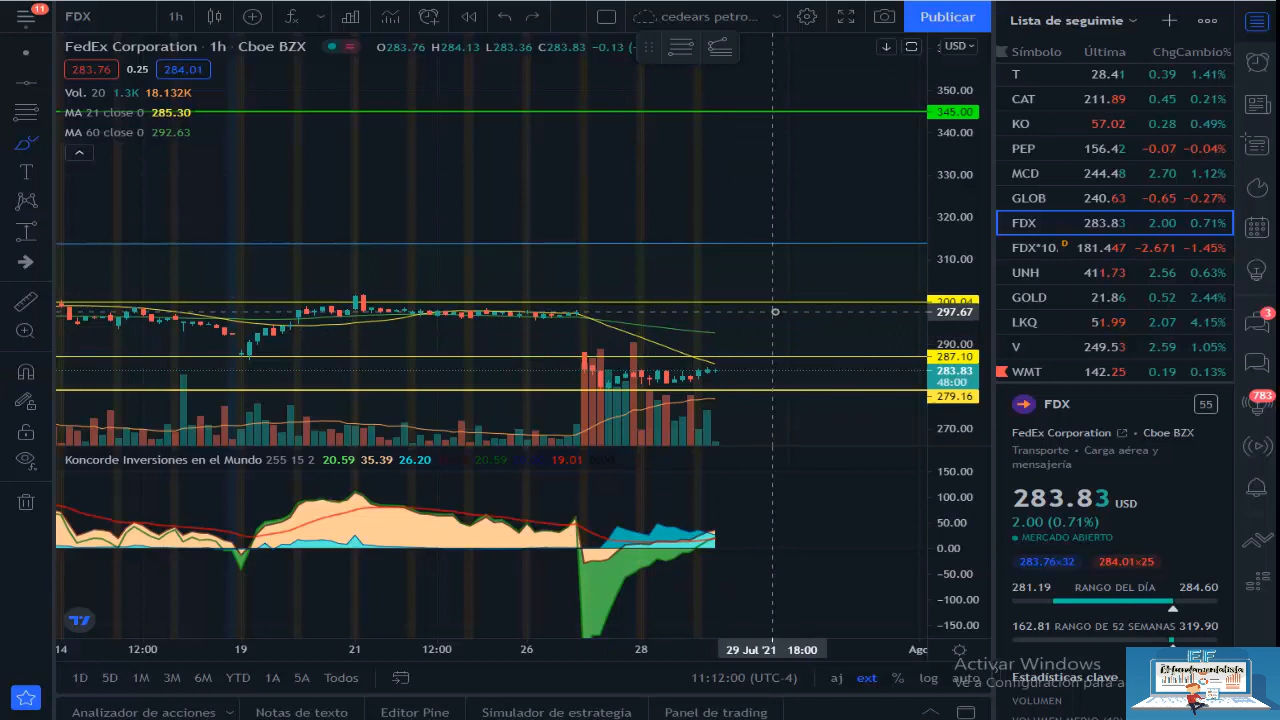 11
FDX
1h
cedears petro...
Publicar
FedEx Corporation · 1h · Cboe BZX
O283.76 H284.13 L283.36 C283.83 −0.13 (−
USD
283.76 0.25 284.01
Vol. 20 1.3K 18.132K
MA 21 close 0 285.30
MA 60 close 0 292.63
350.00
345.00
340.00
330.00
320.00
310.00
300.04
297.67
290.00
287.10
283.83
48:00
279.16
270.00
Koncorde Inversiones en el Mundo 255 15 2 20.59 35.39 26.20 20.59 19.01
150.00
100.00
50.00
0.00
−50.00
−100.00
−150.00
14 12:00 19 21 12:00 26 28 29 Jul '21 18:00 Ago
1D 5D 1M 3M 6M YTD 1A 5A Todos
11:12:00 (UTC-4) aj ext % log auto
Analizador de acciones Notas de texto Editor Pine Simulador de estrategia Panel de trading
Lista de seguimie
Símbolo Última Chg Cambio%
T 28.41 0.39 1.41%
CAT 211.89 0.45 0.21%
KO 57.02 0.28 0.49%
PEP 156.42 −0.07 −0.04%
MCD 244.48 2.70 1.12%
GLOB 240.63 −0.65 −0.27%
FDX 283.83 2.00 0.71%
FDX*10. D 181.447 −2.671 −1.45%
UNH 411.73 2.56 0.63%
GOLD 21.86 0.52 2.44%
LKQ 51.99 2.07 4.15%
V 249.53 2.59 1.05%
WMT 142.25 0.19 0.13%
FDX
55
FedEx Corporation · Cboe BZX
Transporte · Carga aérea y
mensajería
283.83 USD
2.00 (0.71%)
MERCADO ABIERTO
283.76×32 284.01×25
281.19 RANGO DEL DÍA 284.60
162.81 RANGO DE 52 SEMANAS 319.90
Activar Windows
Ve a Configuración para a
Estadísticas clave
VOLUMEN
3
783